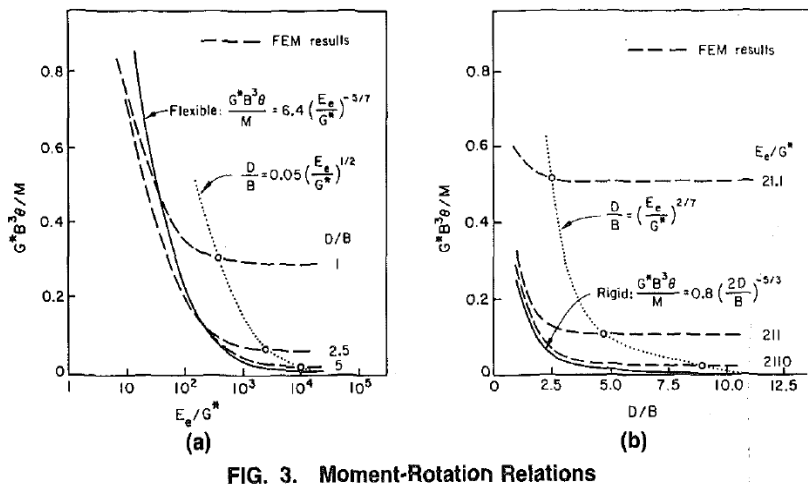 FEM results
0.8
0.6
0.4
0.2
0
G*B³θ/M
Flexible: G*B³θ/M = 6.4 (Ee/G*)^-5/7
D/B = 0.05 (Ee/G*)^1/2
D/B
1
2.5
5
1 10 10² 10³ 10⁴ 10⁵
Ee/G*
(a)
FEM results
0.8
0.6
0.4
0.2
0
G*B³θ/M
Ee/G*
21.1
D/B = (Ee/G*)^2/7
Rigid: G*B³θ/M = 0.8 (2D/B)^-5/3
211
2110
0 2.5 5.0 7.5 10.0 12.5
D/B
(b)
FIG. 3. Moment-Rotation Relations